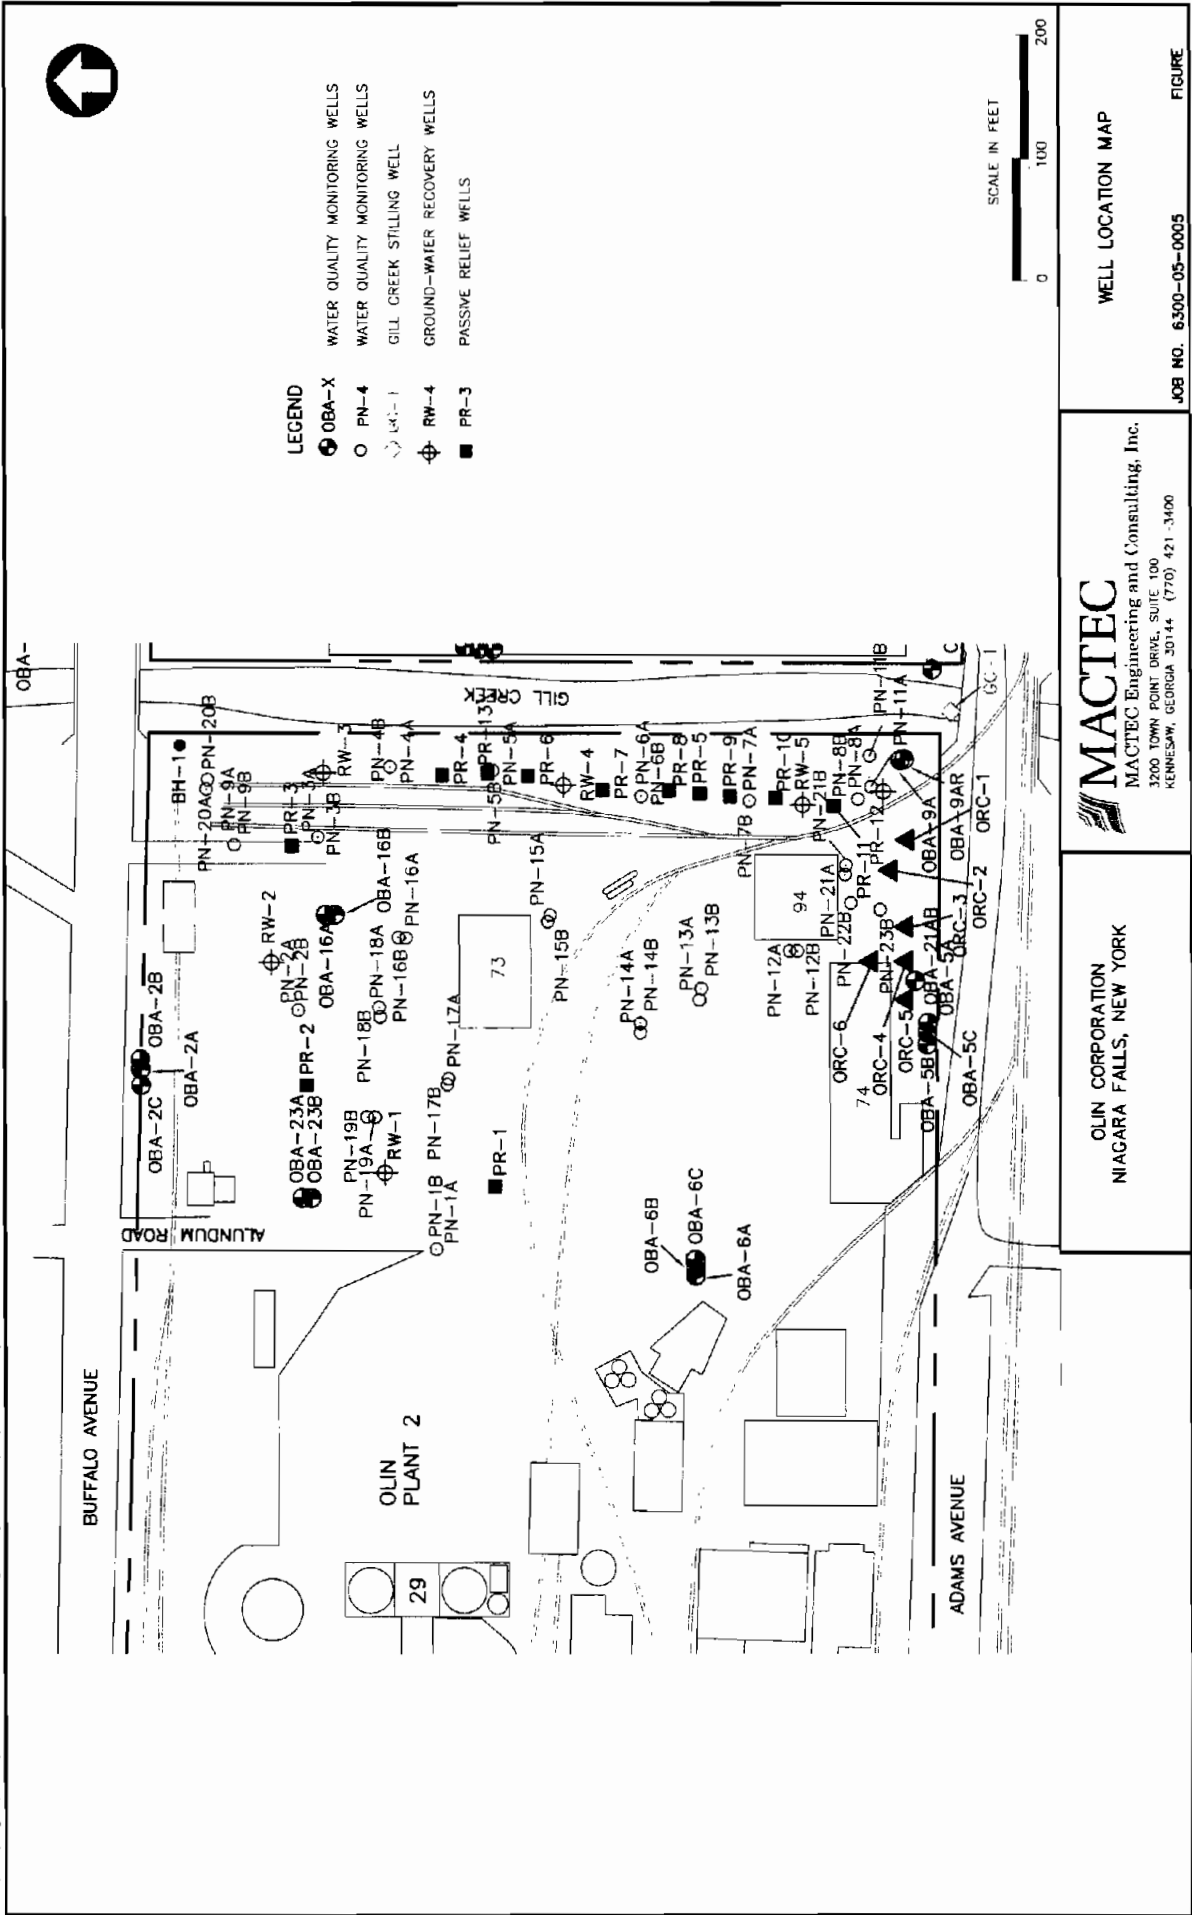 OBA-
BUFFALO AVENUE
OBA-2C
OBA-2B
OBA-2A
ALUNDUM ROAD
BH-1
PN-20A
PN-20B
PN-9A
PN-9B
PR-3
PN-3A
PN-3B
RW-3
RW-2
PN-2A
PN-2B
OBA-16A
OBA-16B
PR-2
OBA-23A
OBA-23B
PN-19B
PN-19A
RW-1
PN-18B
PN-18A
PN-16B
PN-16A
PN-4B
PN-4A
PR-4
PR-13
PN-5A
PN-5B
PR-6
RW-4
PR-7
PN-6A
PN-6B
PR-8
PR-5
PR-9
PN-7A
PN-7B
PR-10
RW-5
GILL CREEK
PN-17A
PN-17B
PN-1B
PN-1A
PR-1
73
PN-15A
PN-15B
PN-14A
PN-14B
PN-13A
PN-13B
OLIN
PLANT 2
29
OBA-6B
OBA-6C
OBA-6A
PN-12A
PN-12B
94
PN-21B
PN-21A
PN-8B
PN-8A
PR-12
PR-11
PN-11B
PN-11A
PN-22B
PN-23B
OBA-9A
OBA-9AR
ORC-1
ORC-2
ORC-3
ORC-6
ORC-4
ORC-5
74
OBA-21AB
OBA-5A
OBA-5B
OBA-5C
C
GC-1
ADAMS AVENUE
LEGEND
OBA-X WATER QUALITY MONITORING WELLS
PN-4 WATER QUALITY MONITORING WELLS
GC-1 GILL CREEK STILLING WELL
RW-4 GROUND-WATER RECOVERY WELLS
PR-3 PASSIVE RELIEF WELLS
SCALE IN FEET
0 100 200
OLIN CORPORATION
NIAGARA FALLS, NEW YORK
MACTEC
MACTEC Engineering and Consulting, Inc.
3200 TOWN POINT DRIVE, SUITE 100
KENNESAW, GEORGIA 30144 (770) 421-3400
WELL LOCATION MAP
JOB NO. 6300-05-0005 FIGURE